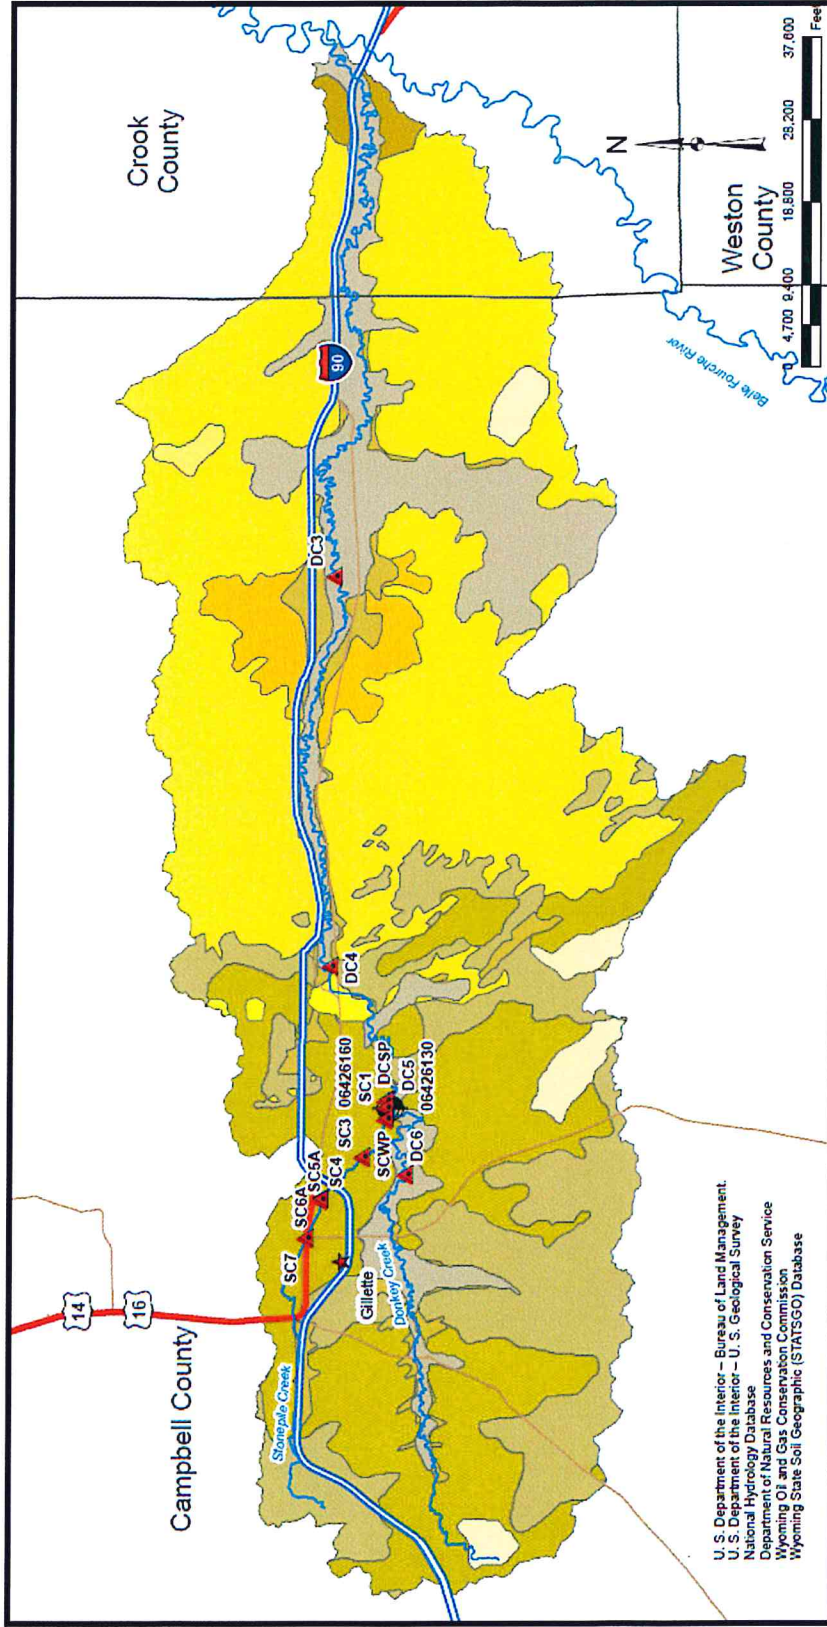 Crook
County
Campbell County
14
16
90
DC3
DC4
SC7
SC6A
SC5A
SC4
SC3
06426160
SC1
DCSP
DC5
06426130
SCWP
DC6
Gillette
Stonepile Creek
Donkey Creek
Belle Fourche River
N
Weston
County
4,700 9,400 18,800 28,200 37,600
Feet
U. S. Department of the Interior – Bureau of Land Management.
U. S. Department of the Interior – U. S. Geological Survey
National Hydrology Database
Department of Natural Resources and Conservation Service
Wyoming Oil and Gas Conservation Commission
Wyoming State Soil Geographic (STATSGO) Database